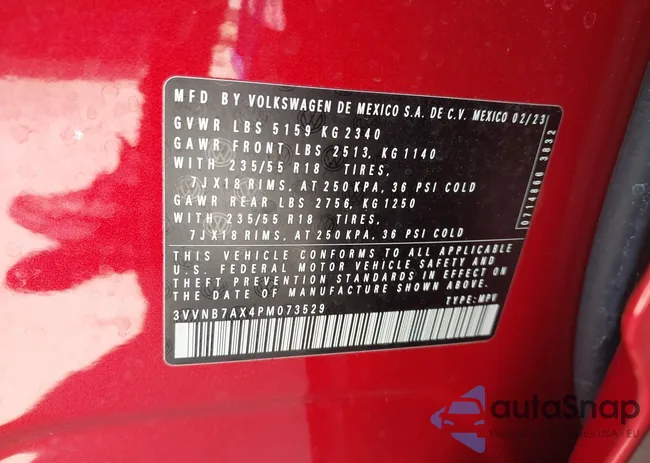 MFD BY VOLKSWAGEN DE MEXICO S.A. DE C.V. MEXICO 02/23
GVWR LBS 5159 KG 2340
GAWR FRONT LBS 2513, KG 1140
WITH 235/55 R18 TIRES,
7JX18 RIMS, AT 250 KPA, 36 PSI COLD
GAWR REAR LBS 2756, KG 1250
WITH 235/55 R18 TIRES,
7JX18 RIMS, AT 250 KPA, 36 PSI COLD
THIS VEHICLE CONFORMS TO ALL APPLICABLE
U.S. FEDERAL MOTOR VEHICLE SAFETY AND
THEFT PREVENTION STANDARDS IN EFFECT ON
THE DATE OF MANUFACTURE SHOWN ABOVE.
3VVNB7AX4PM073529 TYPE: MPV
3832
autoSnap